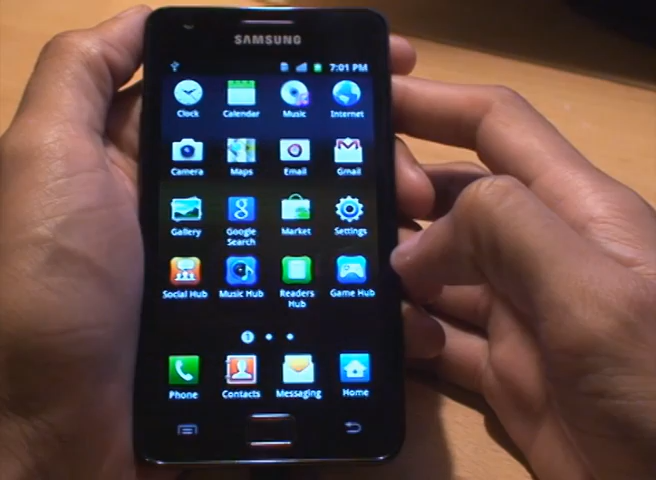 SAMSUNG
7:01 PM
Clock Calendar Music Internet
Camera Maps Email Gmail
Gallery Google Search Market Settings
Social Hub Music Hub Readers Hub Game Hub
1
Phone Contacts Messaging Home